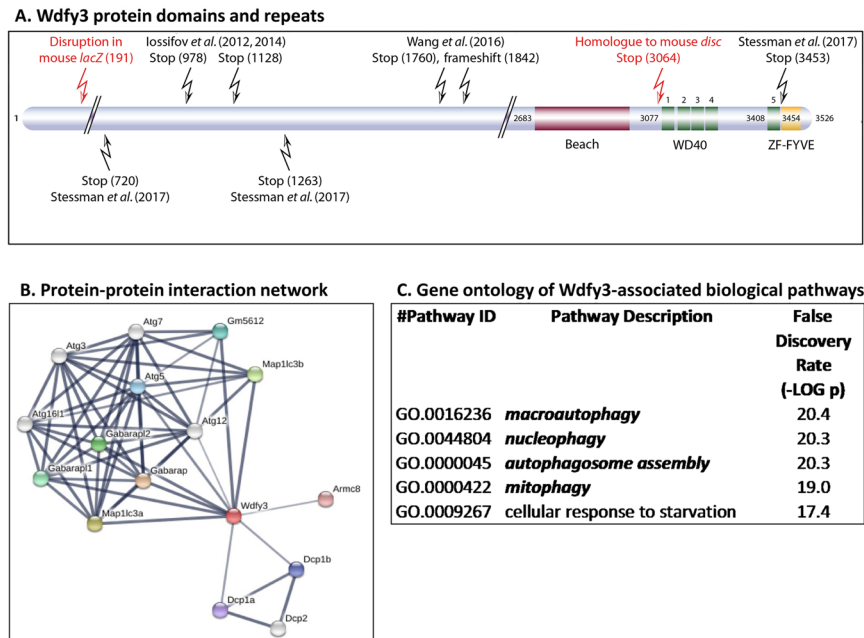 A. Wdfy3 protein domains and repeats
Disruption in
mouse lacZ (191)
Iossifov et al. (2012, 2014)
Stop (978) Stop (1128)
Wang et al. (2016)
Stop (1760), frameshift (1842)
Homologue to mouse disc
Stop (3064)
Stessman et al. (2017)
Stop (3453)
1 2 3 4 5
1 2683 3077 3408 3454 3526
Beach WD40 ZF-FYVE
Stop (720)
Stessman et al. (2017)
Stop (1263)
Stessman et al. (2017)
B. Protein-protein interaction network
Atg7
Gm5612
Atg3
Map1lc3b
Atg5
Atg16l1
Atg12
Gabarapl2
Gabarapl1
Gabarap
Armc8
Wdfy3
Map1lc3a
Dcp1b
Dcp1a
Dcp2
C. Gene ontology of Wdfy3-associated biological pathways
#Pathway ID Pathway Description False
Discovery
Rate
(-LOG p)
GO.0016236 macroautophagy 20.4
GO.0044804 nucleophagy 20.3
GO.0000045 autophagosome assembly 20.3
GO.0000422 mitophagy 19.0
GO.0009267 cellular response to starvation 17.4